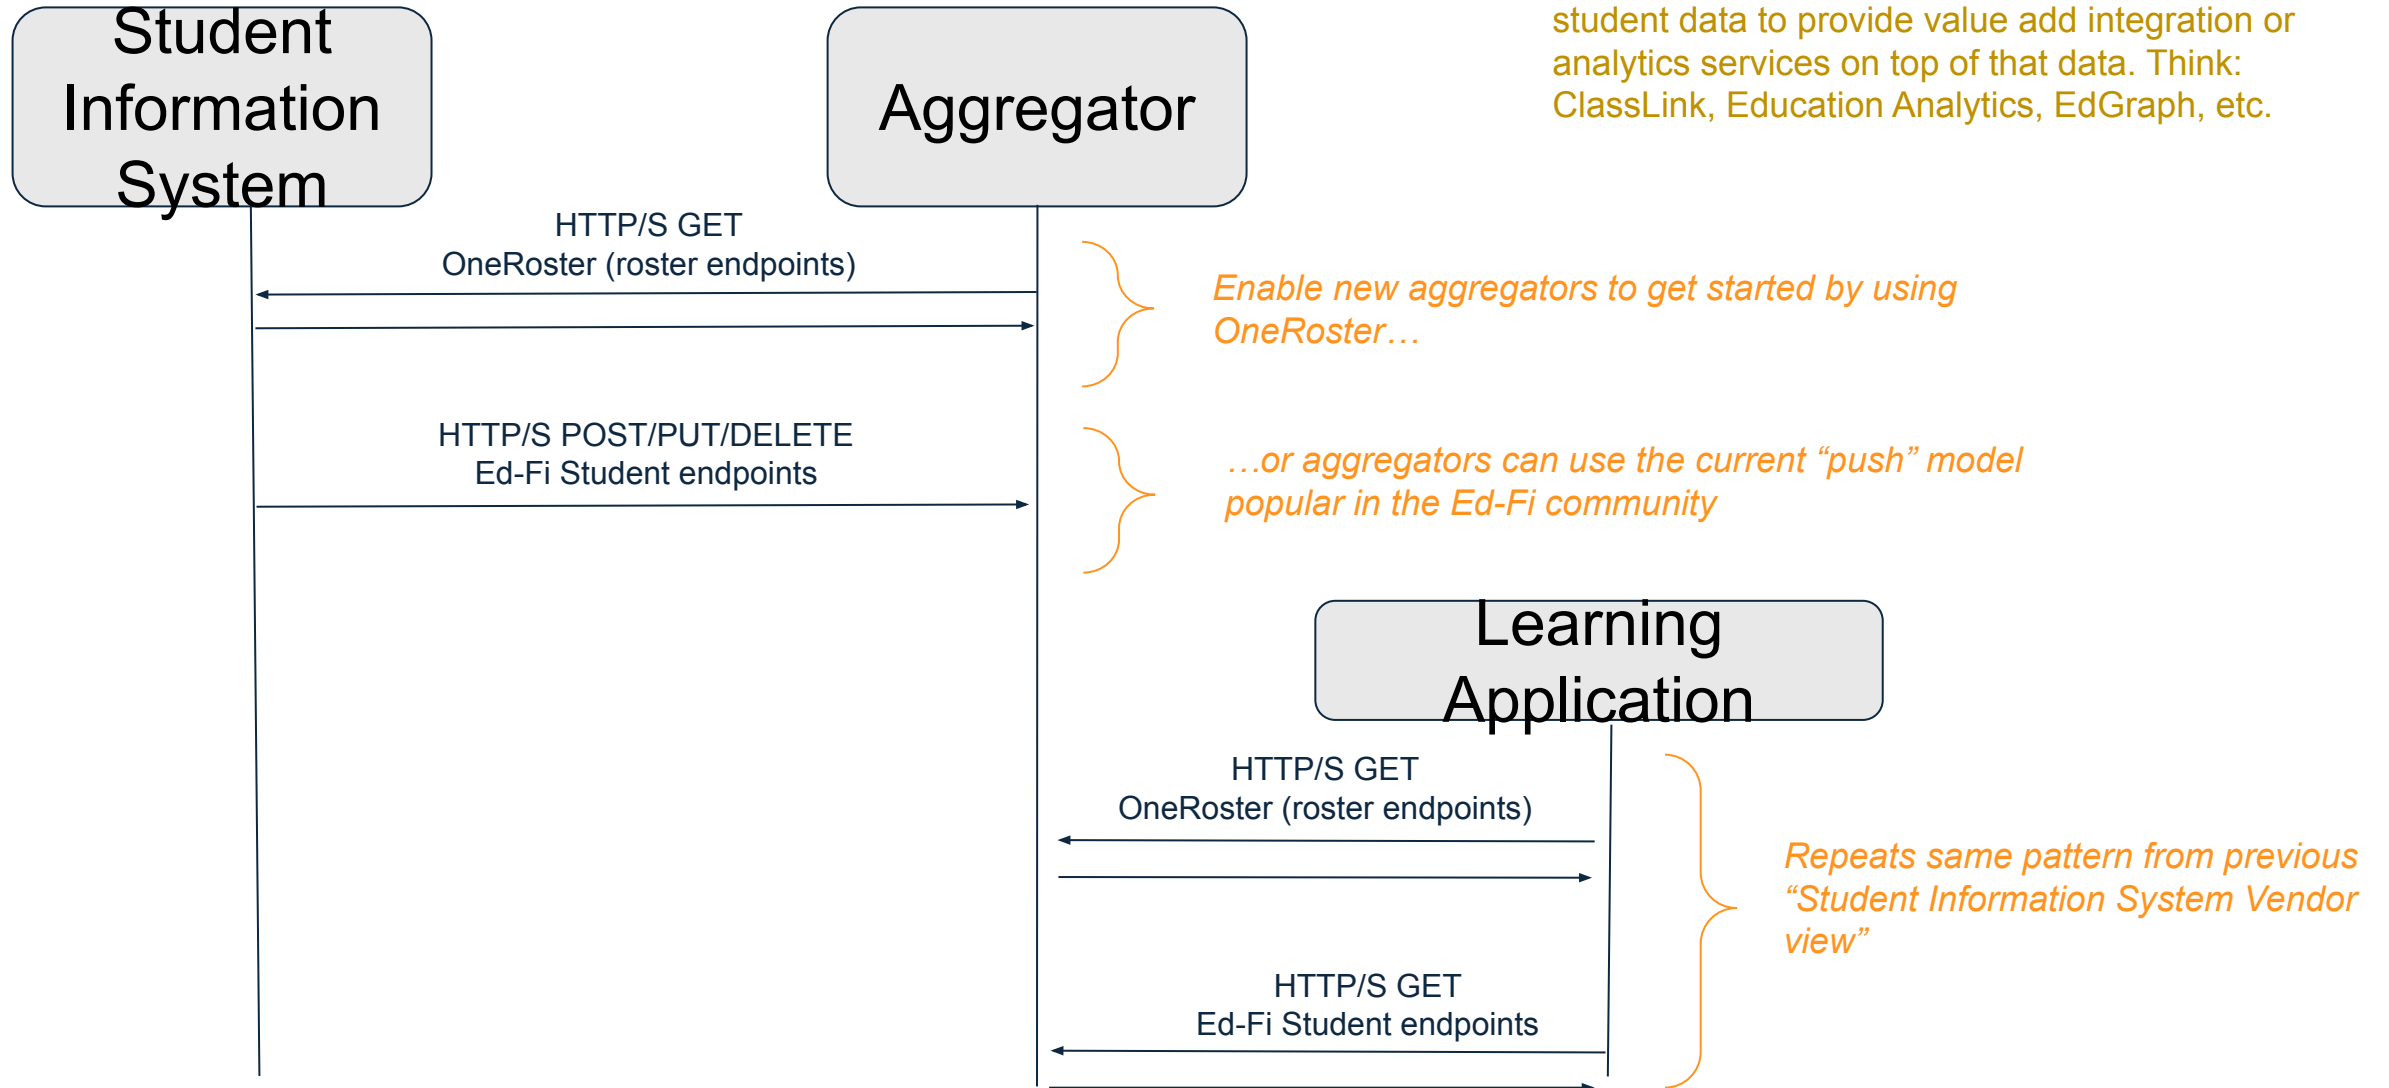 Student
Information
System
Aggregator
student data to provide value add integration or
analytics services on top of that data. Think:
ClassLink, Education Analytics, EdGraph, etc.
HTTP/S GET
OneRoster (roster endpoints)
Enable new aggregators to get started by using
OneRoster…
HTTP/S POST/PUT/DELETE
Ed-Fi Student endpoints
…or aggregators can use the current “push” model
popular in the Ed-Fi community
Learning
Application
HTTP/S GET
OneRoster (roster endpoints)
Repeats same pattern from previous
“Student Information System Vendor
view”
HTTP/S GET
Ed-Fi Student endpoints